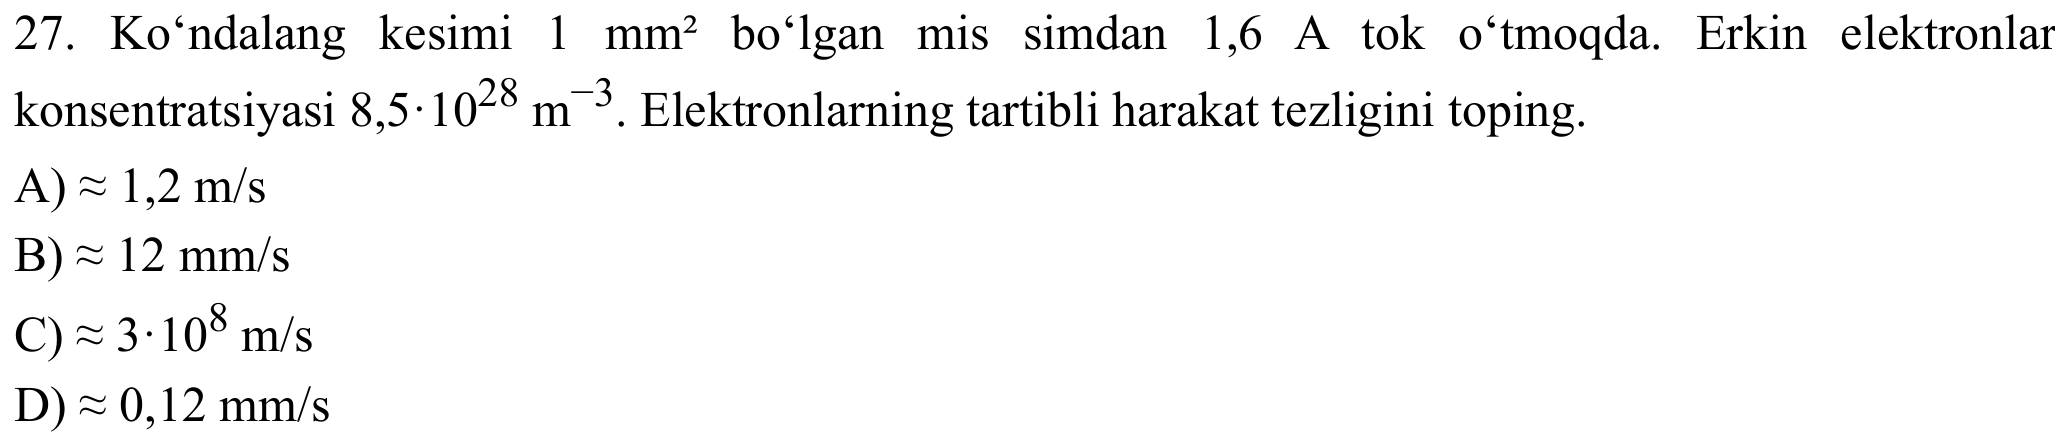 27. Ko‘ndalang kesimi 1 mm² bo‘lgan mis simdan 1,6 A tok o‘tmoqda. Erkin elektronlar
konsentratsiyasi 8,5·10²⁸ m⁻³. Elektronlarning tartibli harakat tezligini toping.
A) ≈ 1,2 m/s
B) ≈ 12 mm/s
C) ≈ 3·10⁸ m/s
D) ≈ 0,12 mm/s